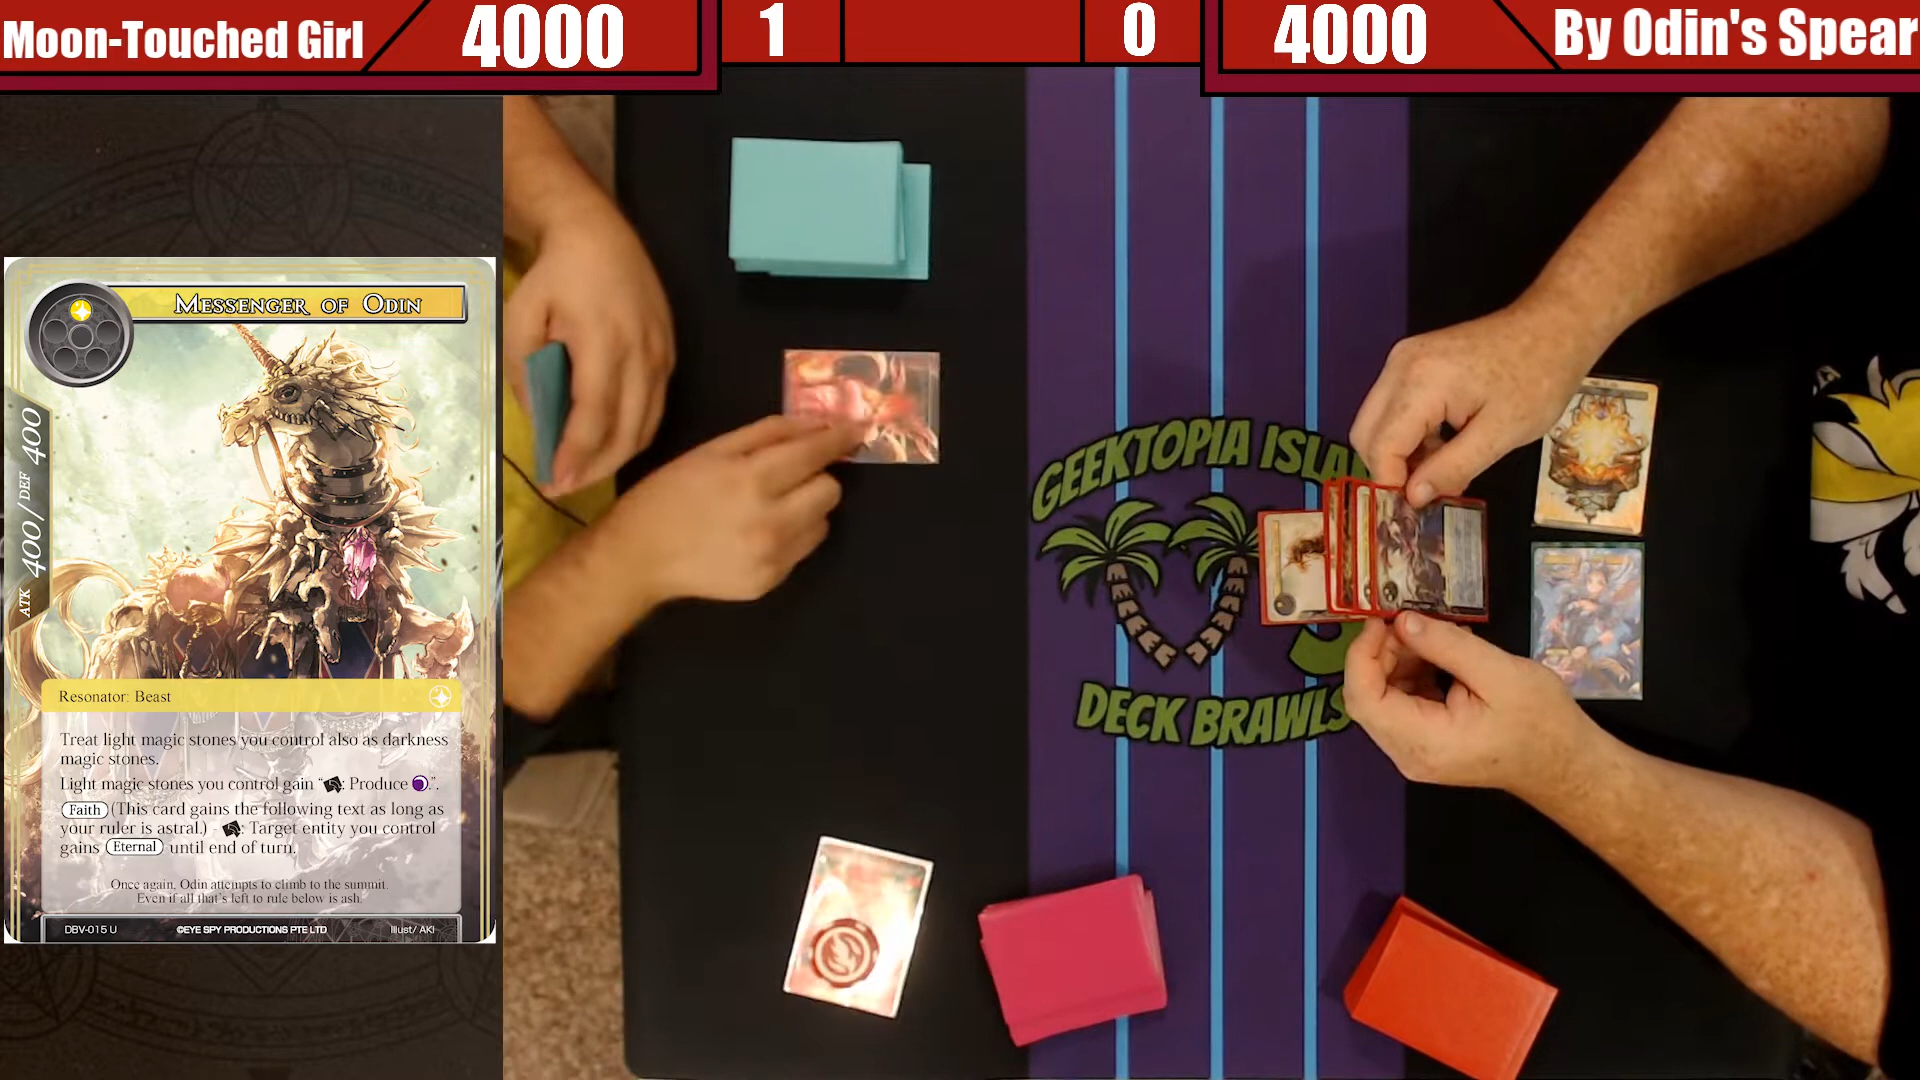 Moon-Touched Girl
4000
1
0
4000
By Odin's Spear
MESSENGER OF ODIN
ATK 400/DEF 400
Resonator: Beast
Treat light magic stones you control also as darkness
magic stones.
Light magic stones you control gain “ : Produce .”.
Faith (This card gains the following text as long as
your ruler is astral.) - : Target entity you control
gains Eternal until end of turn.
Once again, Odin attempts to climb to the summit.
Even if all that's left to rule below is ash.
DBV-015 U
©EYE SPY PRODUCTIONS PTE LTD
Illust/ AKI
GEEKTOPIA
DECK BRAWLS